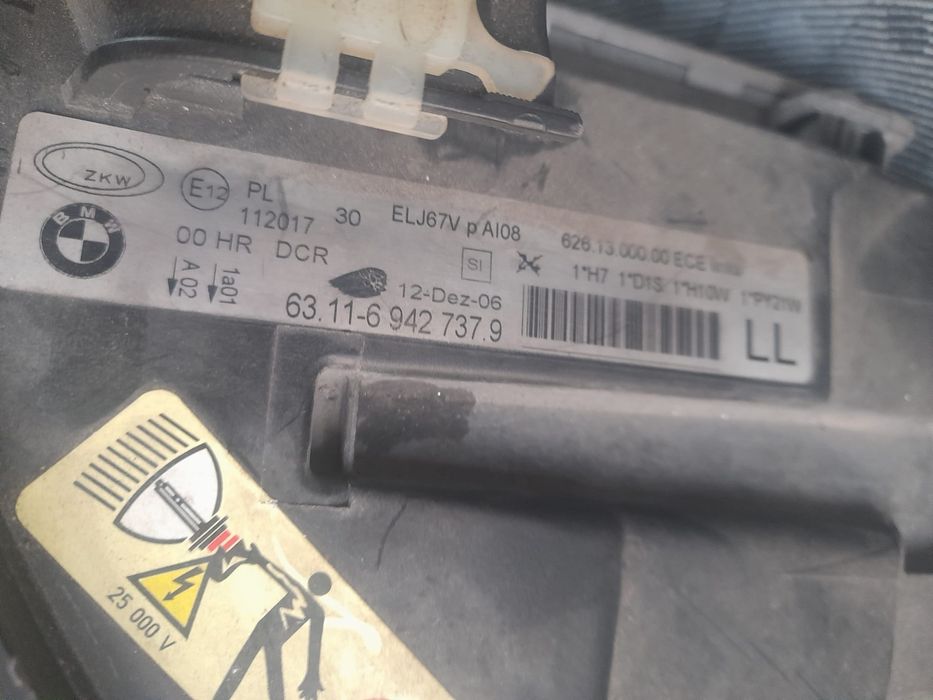 ZKW
BMW
E12 PL
112017 30 ELJ67V p AI08
00 HR DCR
A 02
1a01
626.13.000.00 ECE links
SI
1*H7 1*D1S 1*H10W 1*PY21W
12-Dez-06
63.11-6 942 737.9
LL
25 000 V